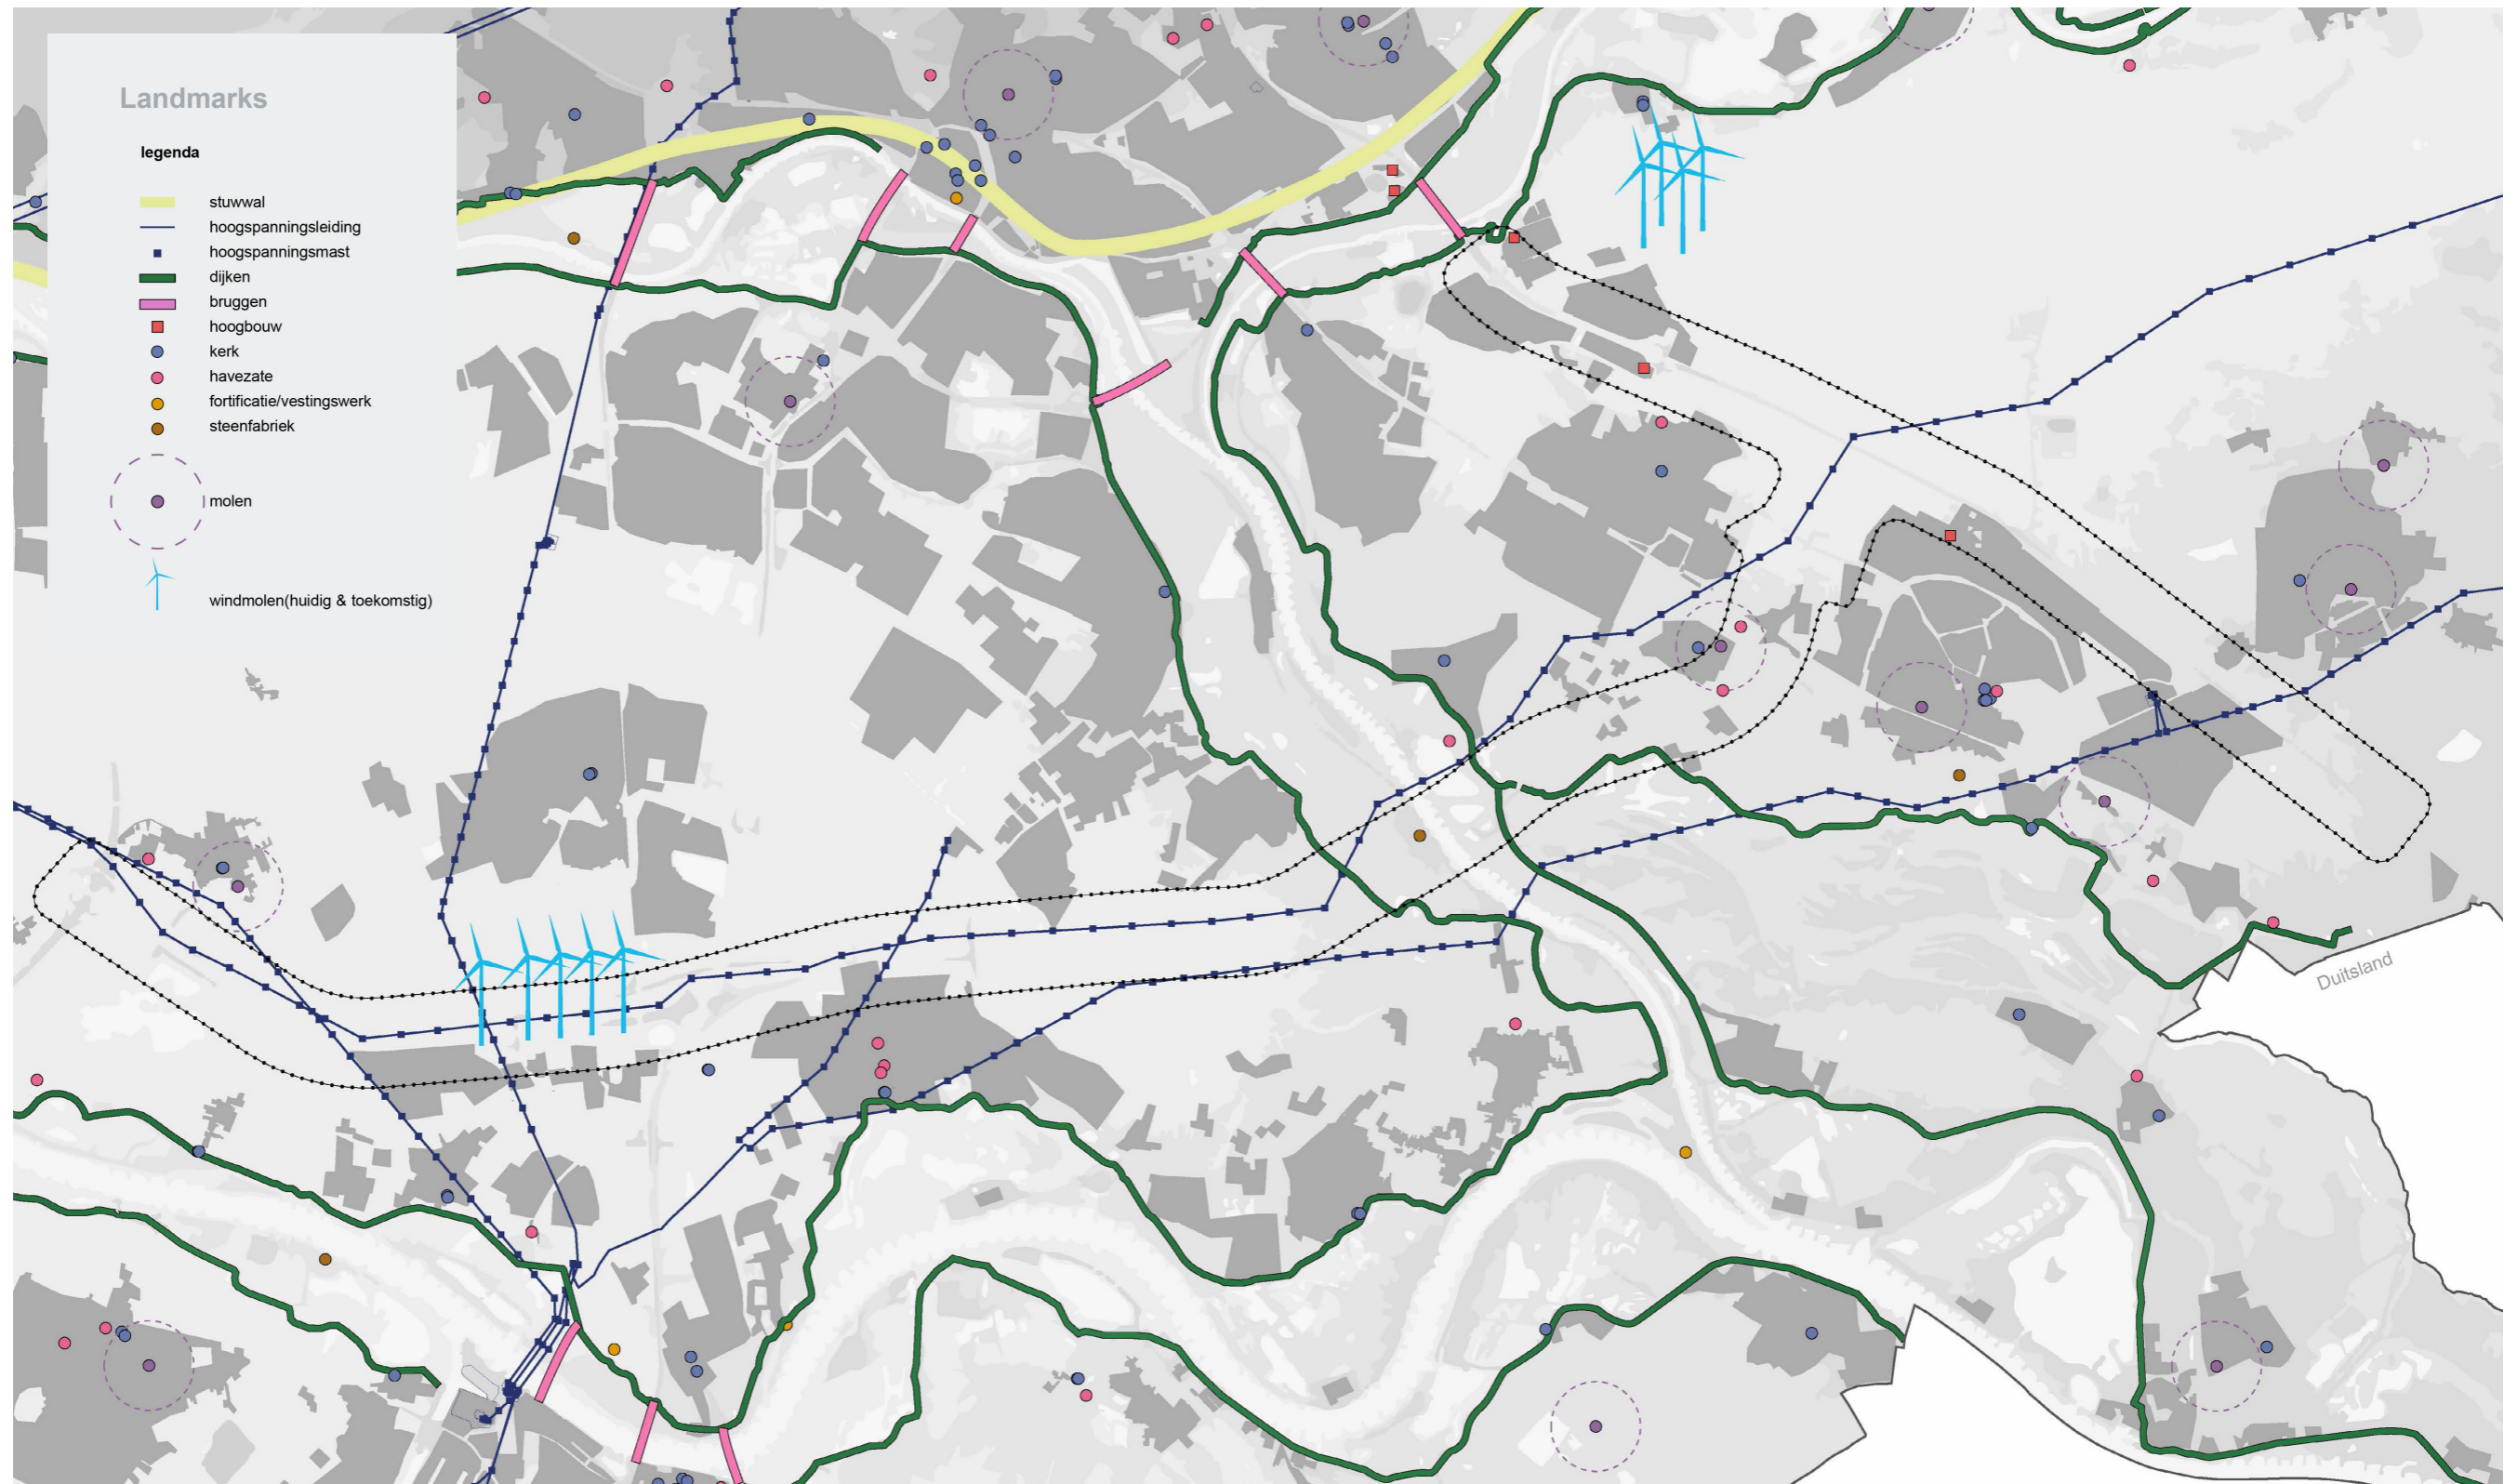 Landmarks
legenda
stuwwal
hoogspanningsleiding
hoogspanningsmast
dijken
bruggen
hoogbouw
kerk
havezate
fortificatie/vestingswerk
steenfabriek
molen
windmolen(huidig & toekomstig)
Duitsland